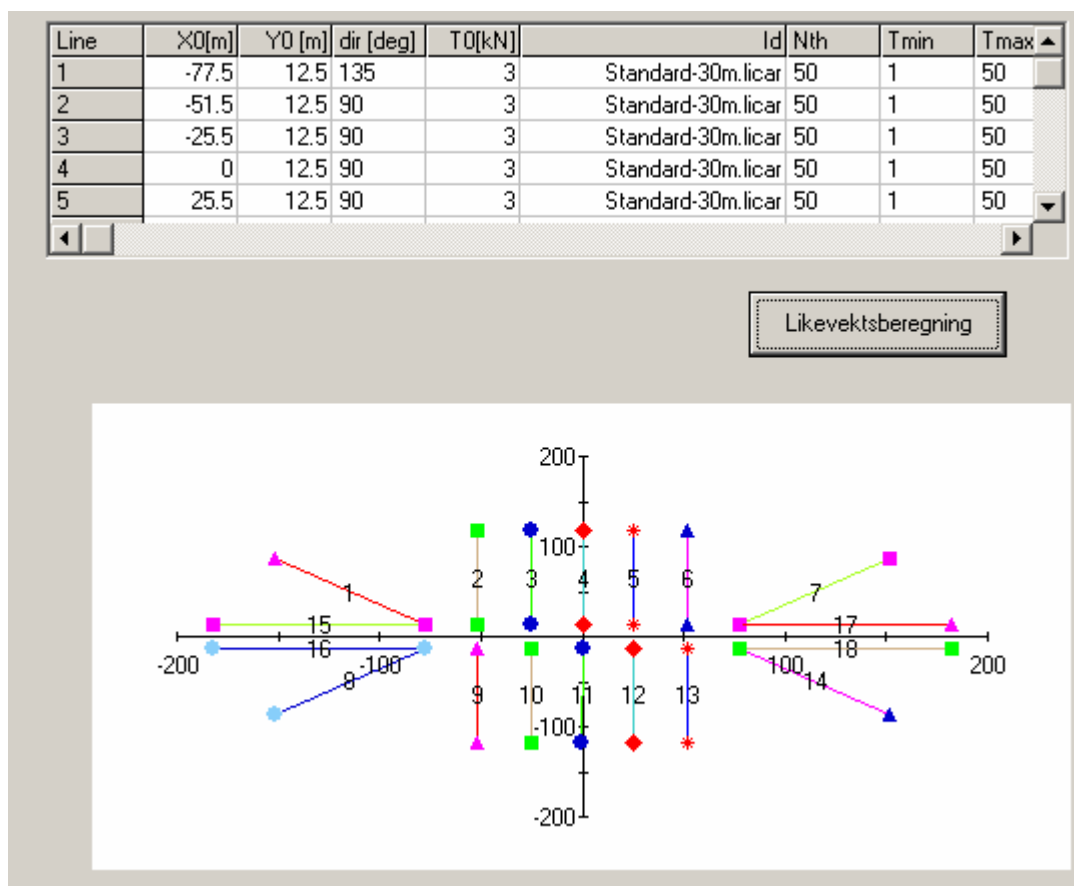 Line X0[m] Y0 [m] dir [deg] T0[kN] Id Nth Tmin Tmax
1 -77.5 12.5 135 3 Standard-30m.licar 50 1 50
2 -51.5 12.5 90 3 Standard-30m.licar 50 1 50
3 -25.5 12.5 90 3 Standard-30m.licar 50 1 50
4 0 12.5 90 3 Standard-30m.licar 50 1 50
5 25.5 12.5 90 3 Standard-30m.licar 50 1 50
Likevektsberegning
200
100
1 2 3 4 5 6 7
15 17
16 18
-200 -100 100 200
8 14
9 10 11 12 13
-100
-200